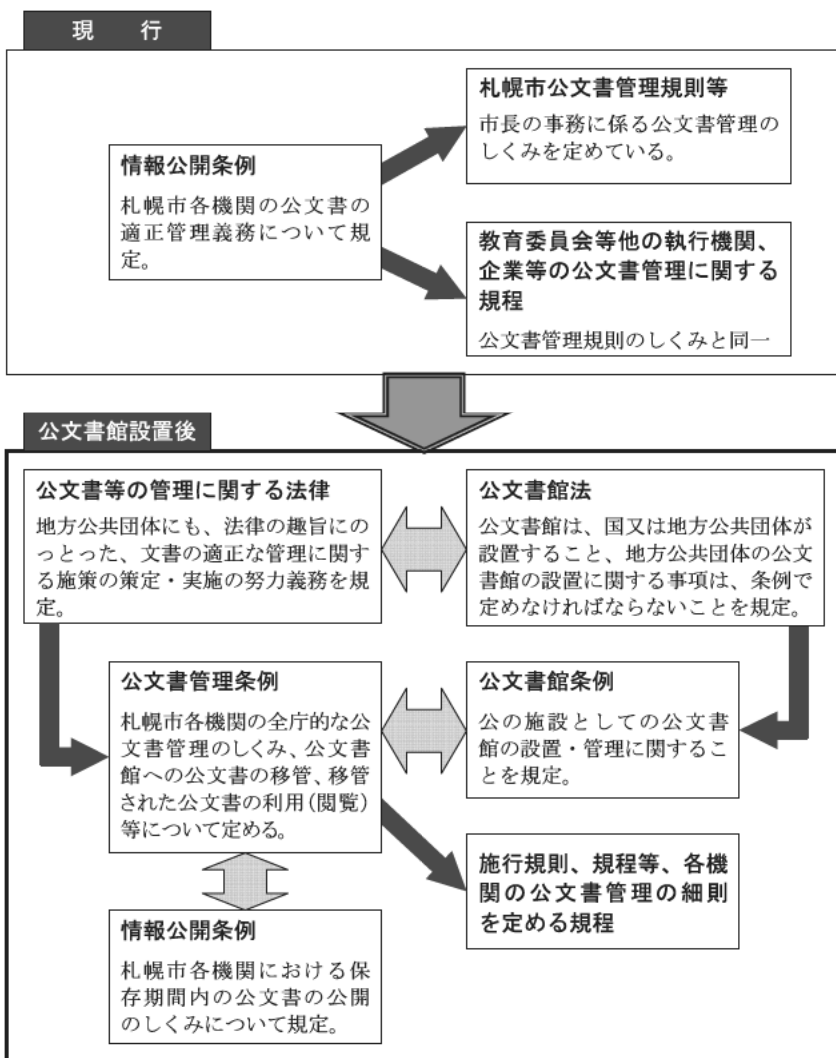 現　行
札幌市公文書管理規則等
市長の事務に係る公文書管理の
しくみを定めている。
情報公開条例
札幌市各機関の公文書の
適正管理義務について規
定。
教育委員会等他の執行機関、
企業等の公文書管理に関する
規程
公文書管理規則のしくみと同一
公文書館設置後
公文書等の管理に関する法律
地方公共団体にも、法律の趣旨にの
っとった、文書の適正な管理に関す
る施策の策定・実施の努力義務を規
定。
公文書館法
公文書館は、国又は地方公共団体が
設置すること、地方公共団体の公文
書館の設置に関する事項は、条例で
定めなければならないことを規定。
公文書管理条例
札幌市各機関の全庁的な公
文書管理のしくみ、公文書
館への公文書の移管、移管
された公文書の利用(閲覧)
等について定める。
公文書館条例
公の施設としての公文書
館の設置・管理に関するこ
とを規定。
施行規則、規程等、各機
関の公文書管理の細則
を定める規程
情報公開条例
札幌市各機関における保
存期間内の公文書の公開
のしくみについて規定。